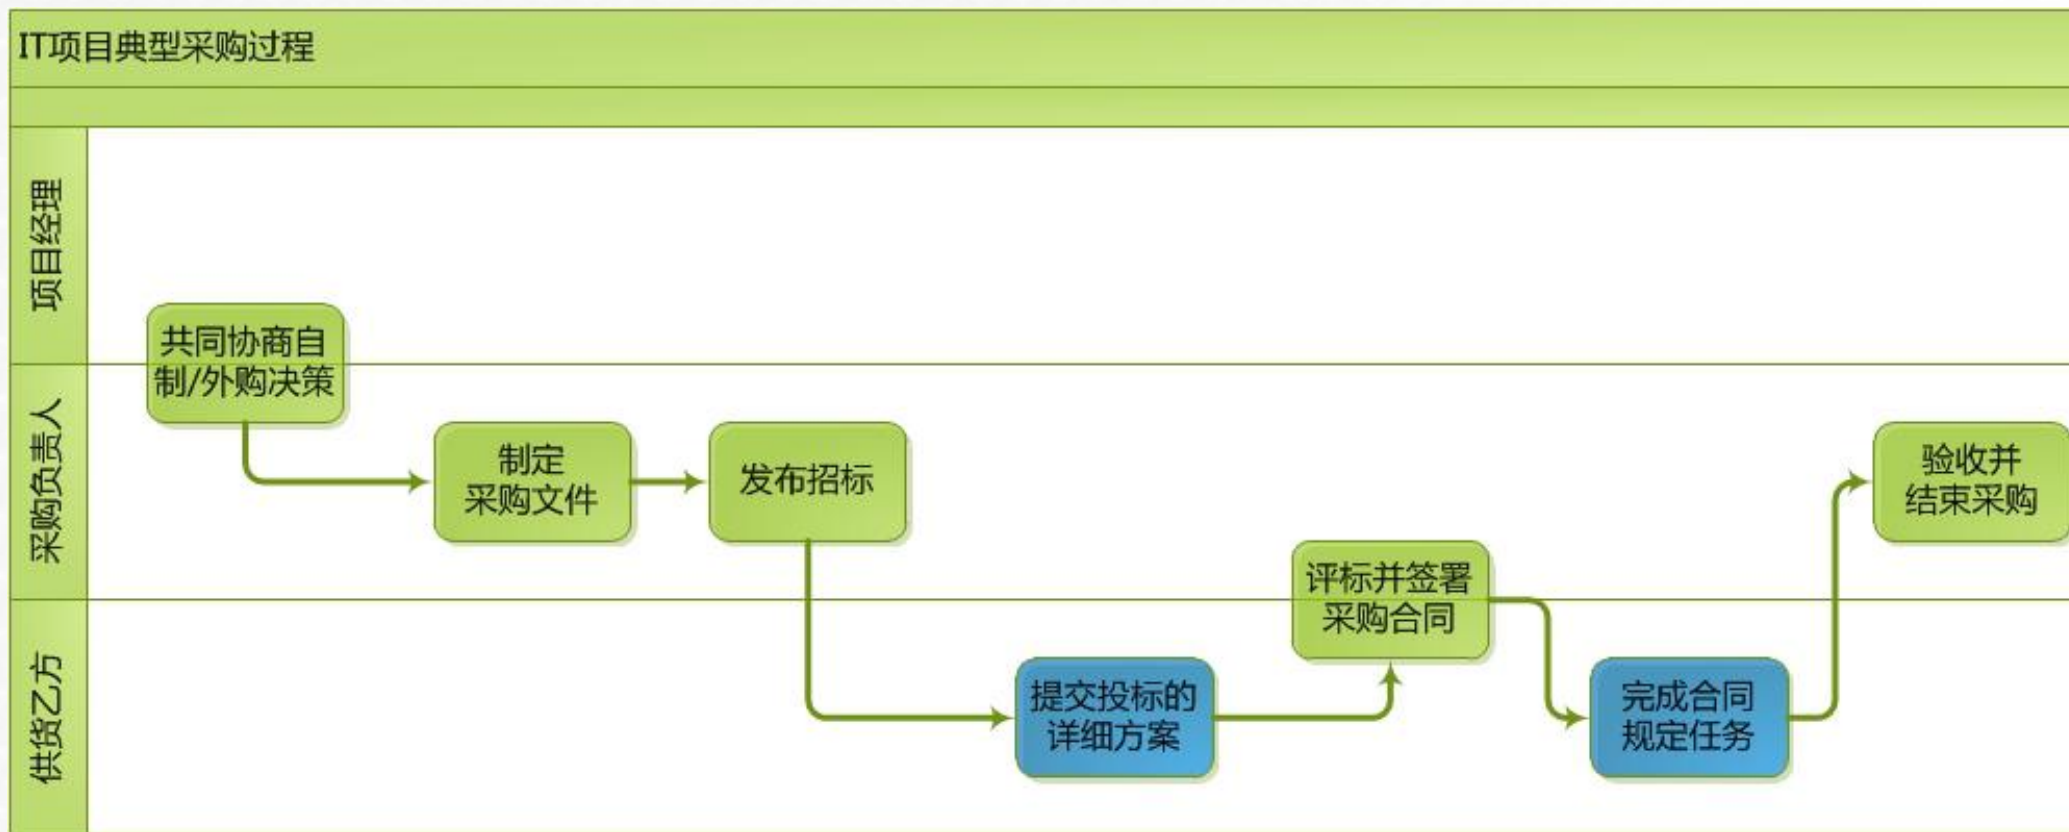 IT项目典型采购过程
项目经理
共同协商自
制/外购决策
采购负责人
制定
采购文件
发布招标
验收并
结束采购
评标并签署
采购合同
供货乙方
提交投标的
详细方案
完成合同
规定任务